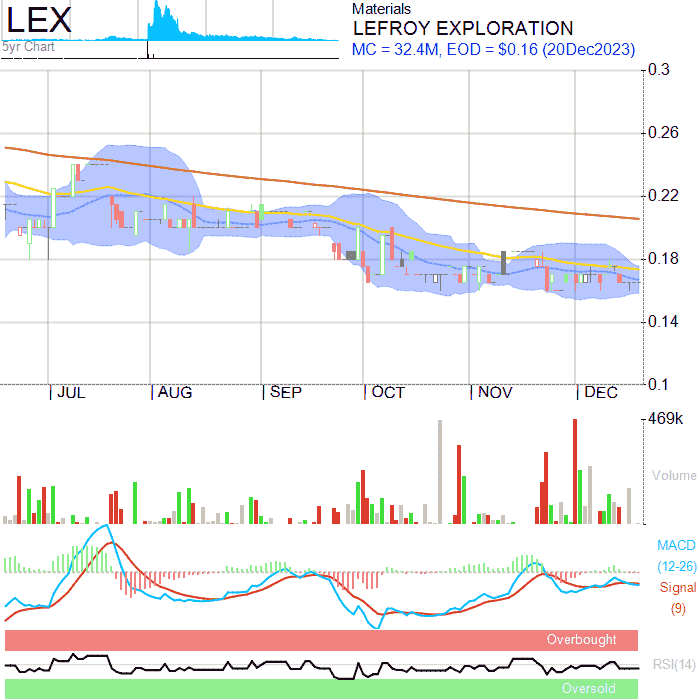 LEX
5yr Chart
Materials
LEFROY EXPLORATION
MC = 32.4M, EOD = $0.16 (20Dec2023)
0.3
0.26
0.22
0.18
0.14
0.1
JUL AUG SEP OCT NOV DEC
469k
Volume
MACD
(12-26)
Signal
(9)
Overbought
RSI(14)
Oversold